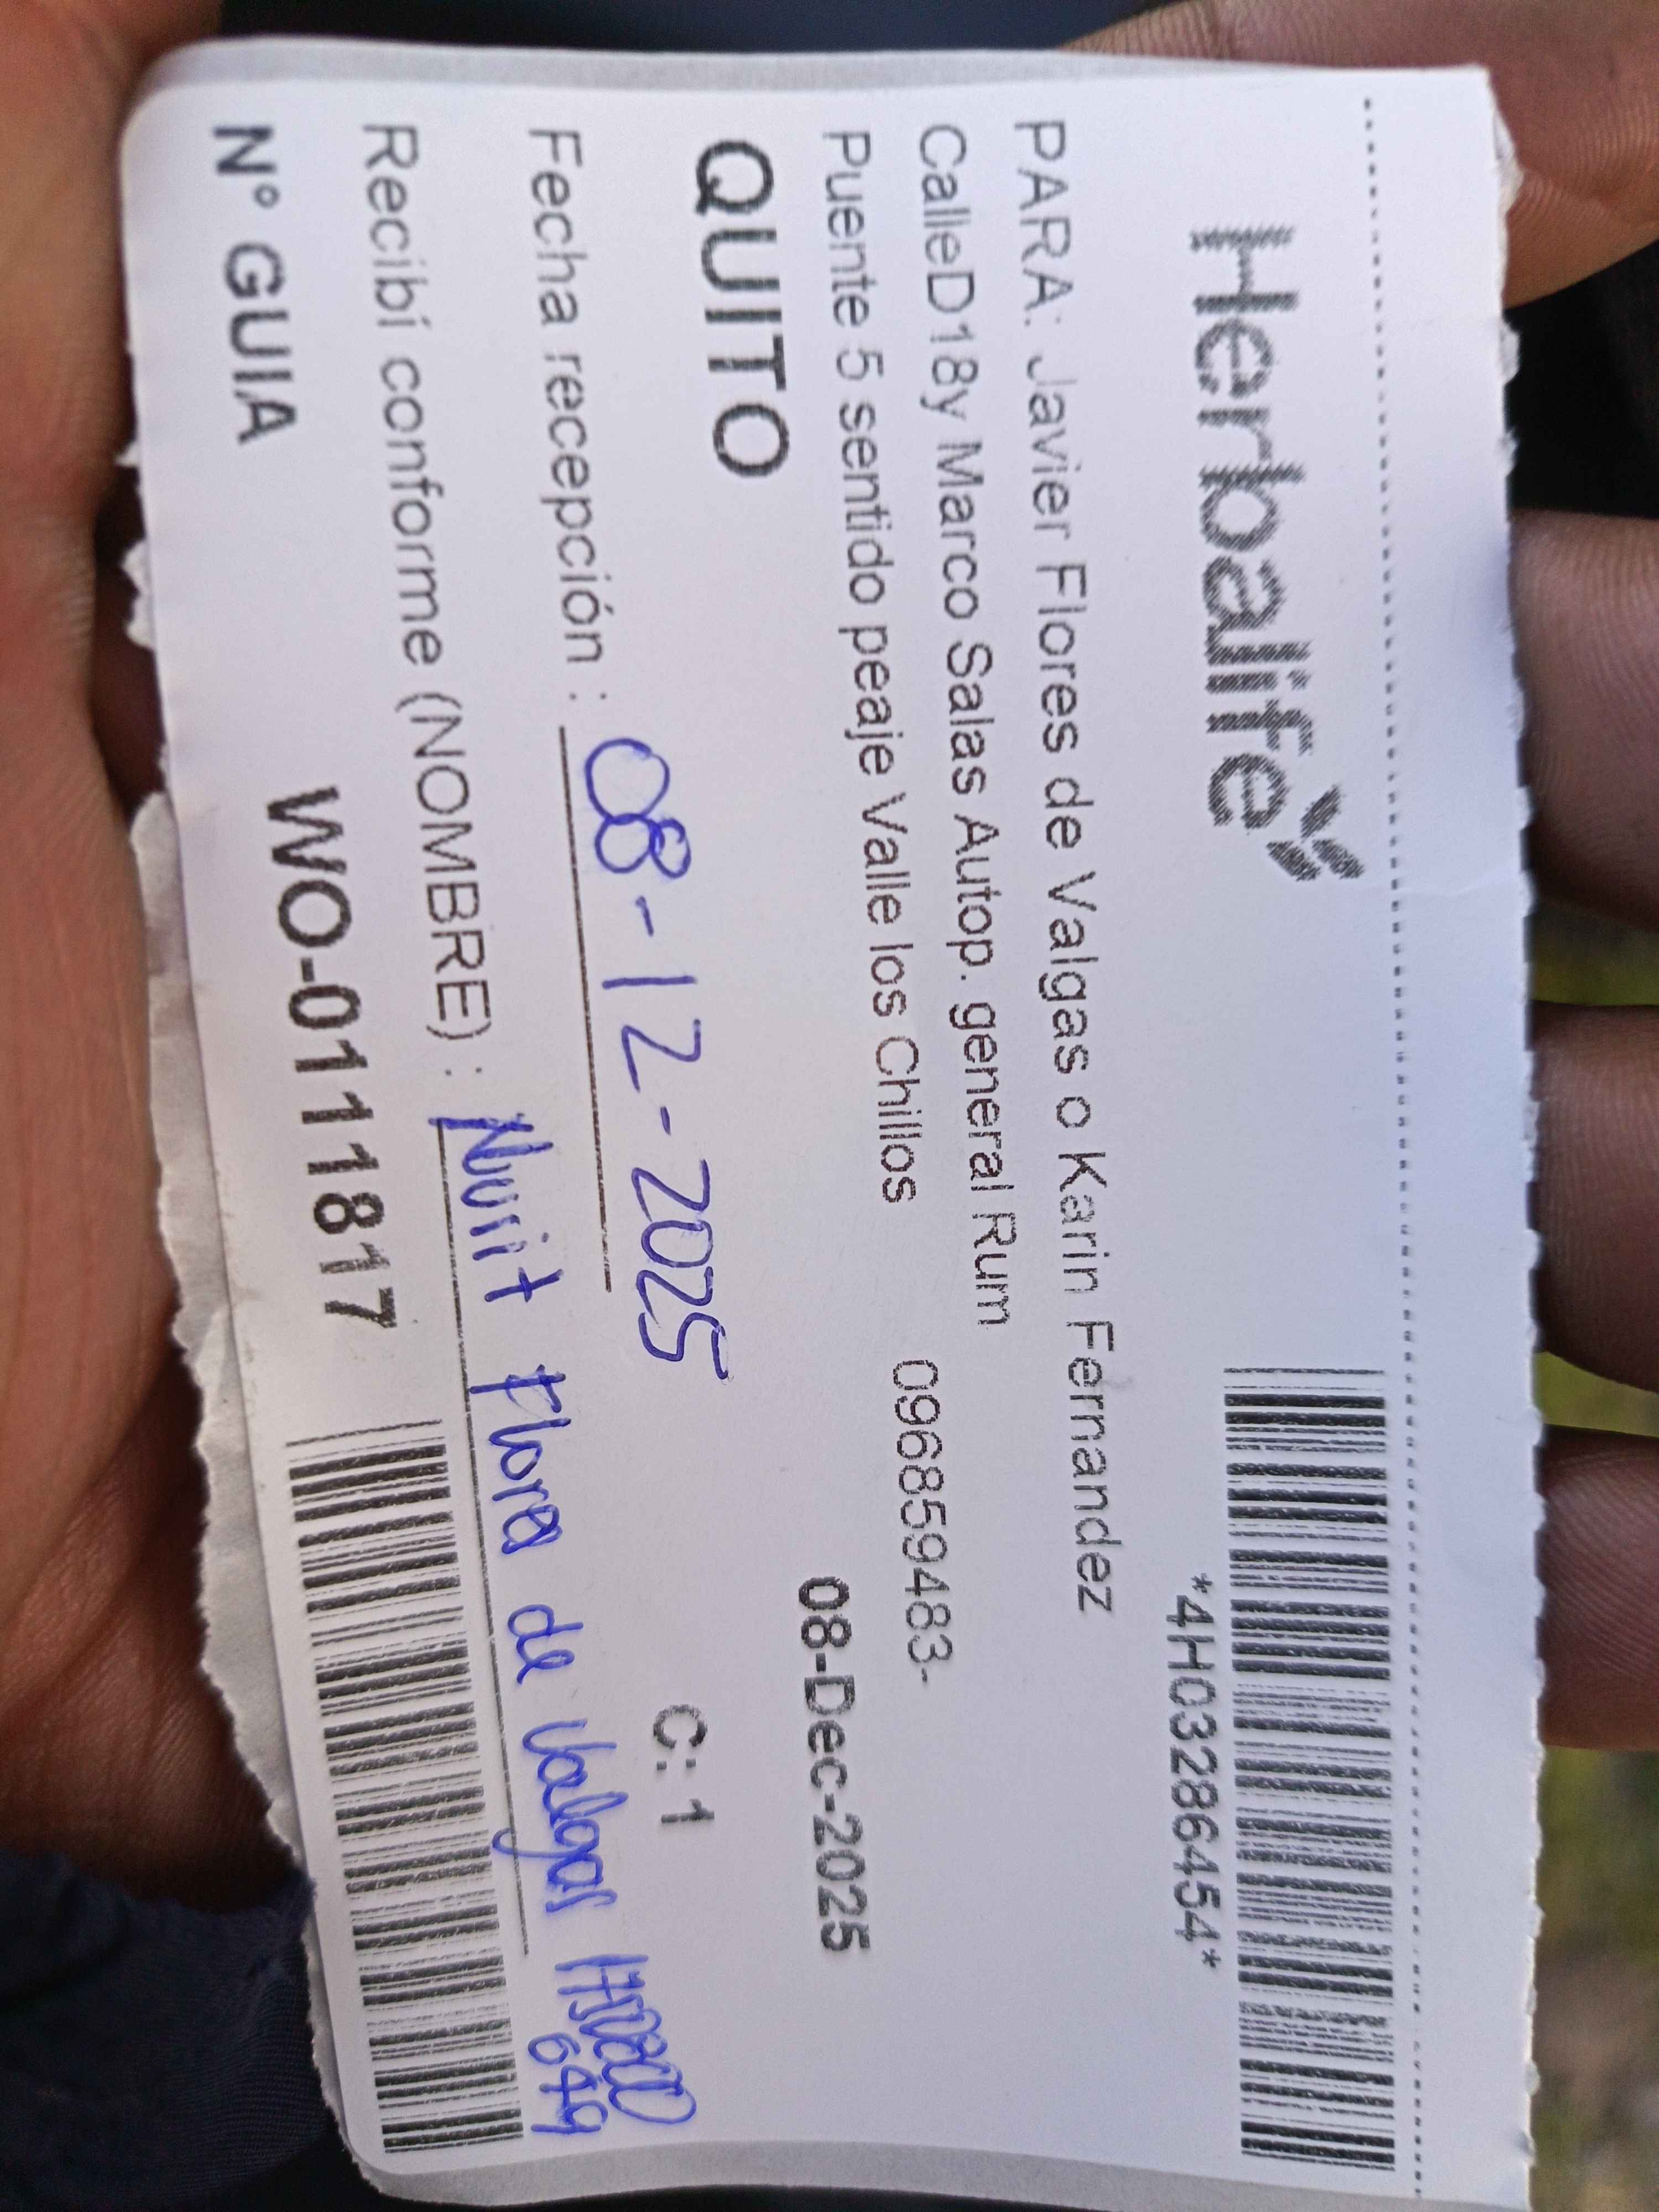 Herbalife
*4H03286454*
PARA: Javier Flores de Valgas o Karin Fernandez
CalleD18y Marco Salas Autop. general Rum
Puente 5 sentido peaje Valle los Chillos 096859483-
QUITO 08-Dec-2025
Fecha recepción : 08-12-2025 C: 1
Recibí conforme (NOMBRE) : Nuit Flores de Valgas
649
N° GUIA WO-0111817